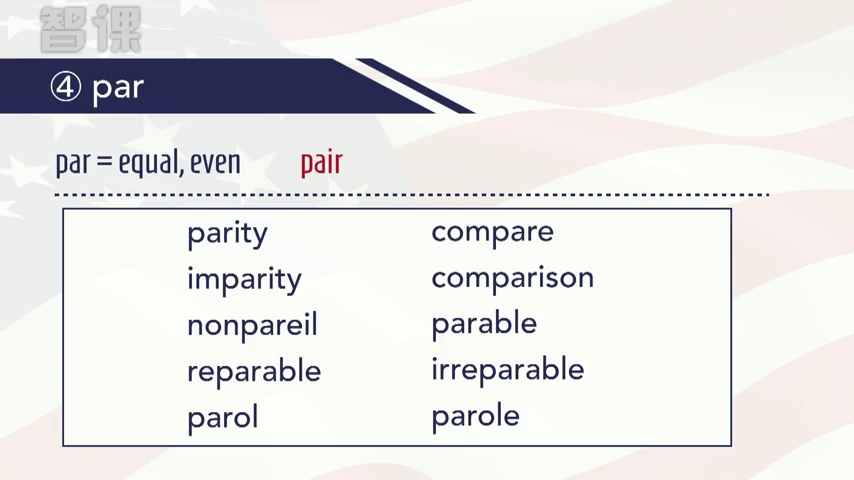 智课
④ par
par = equal, even pair
parity compare
imparity comparison
nonpareil parable
reparable irreparable
parol parole